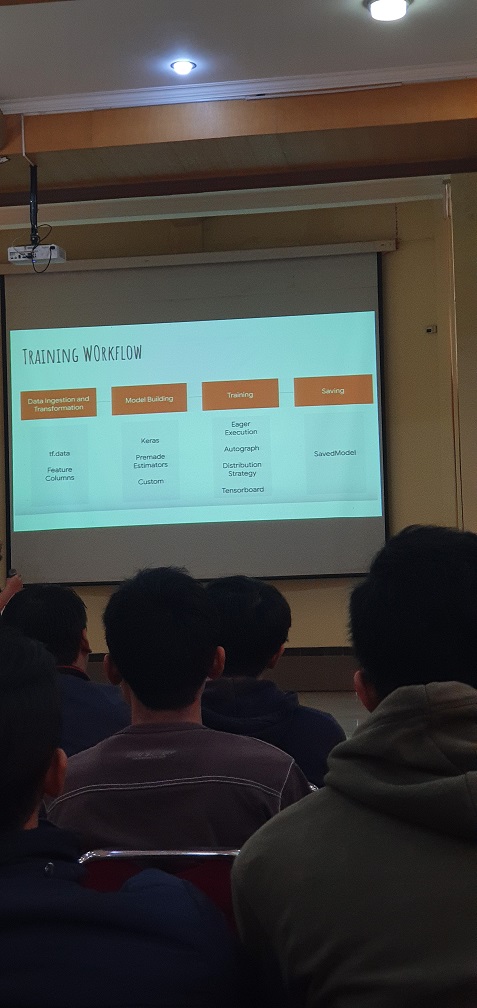 TRAINING WORKFLOW
Data Ingestion and
Transformation
tf.data
Feature
Columns
Model Building
Keras
Premade
Estimators
Custom
Training
Eager
Execution
Autograph
Distribution
Strategy
Tensorboard
Saving
SavedModel